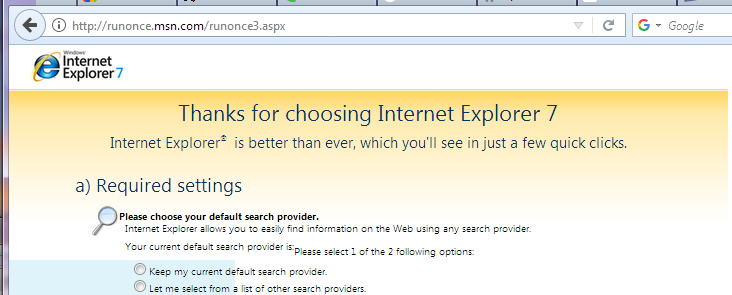 http://runonce.msn.com/runonce3.aspx
Google
Windows
Internet
Explorer 7
Thanks for choosing Internet Explorer 7
Internet Explorer® is better than ever, which you'll see in just a few quick clicks.
a) Required settings
Please choose your default search provider.
Internet Explorer allows you to easily find information on the Web using any search provider.
Your current default search provider is:Please select 1 of the 2 following options:
Keep my current default search provider.
Let me select from a list of other search providers.